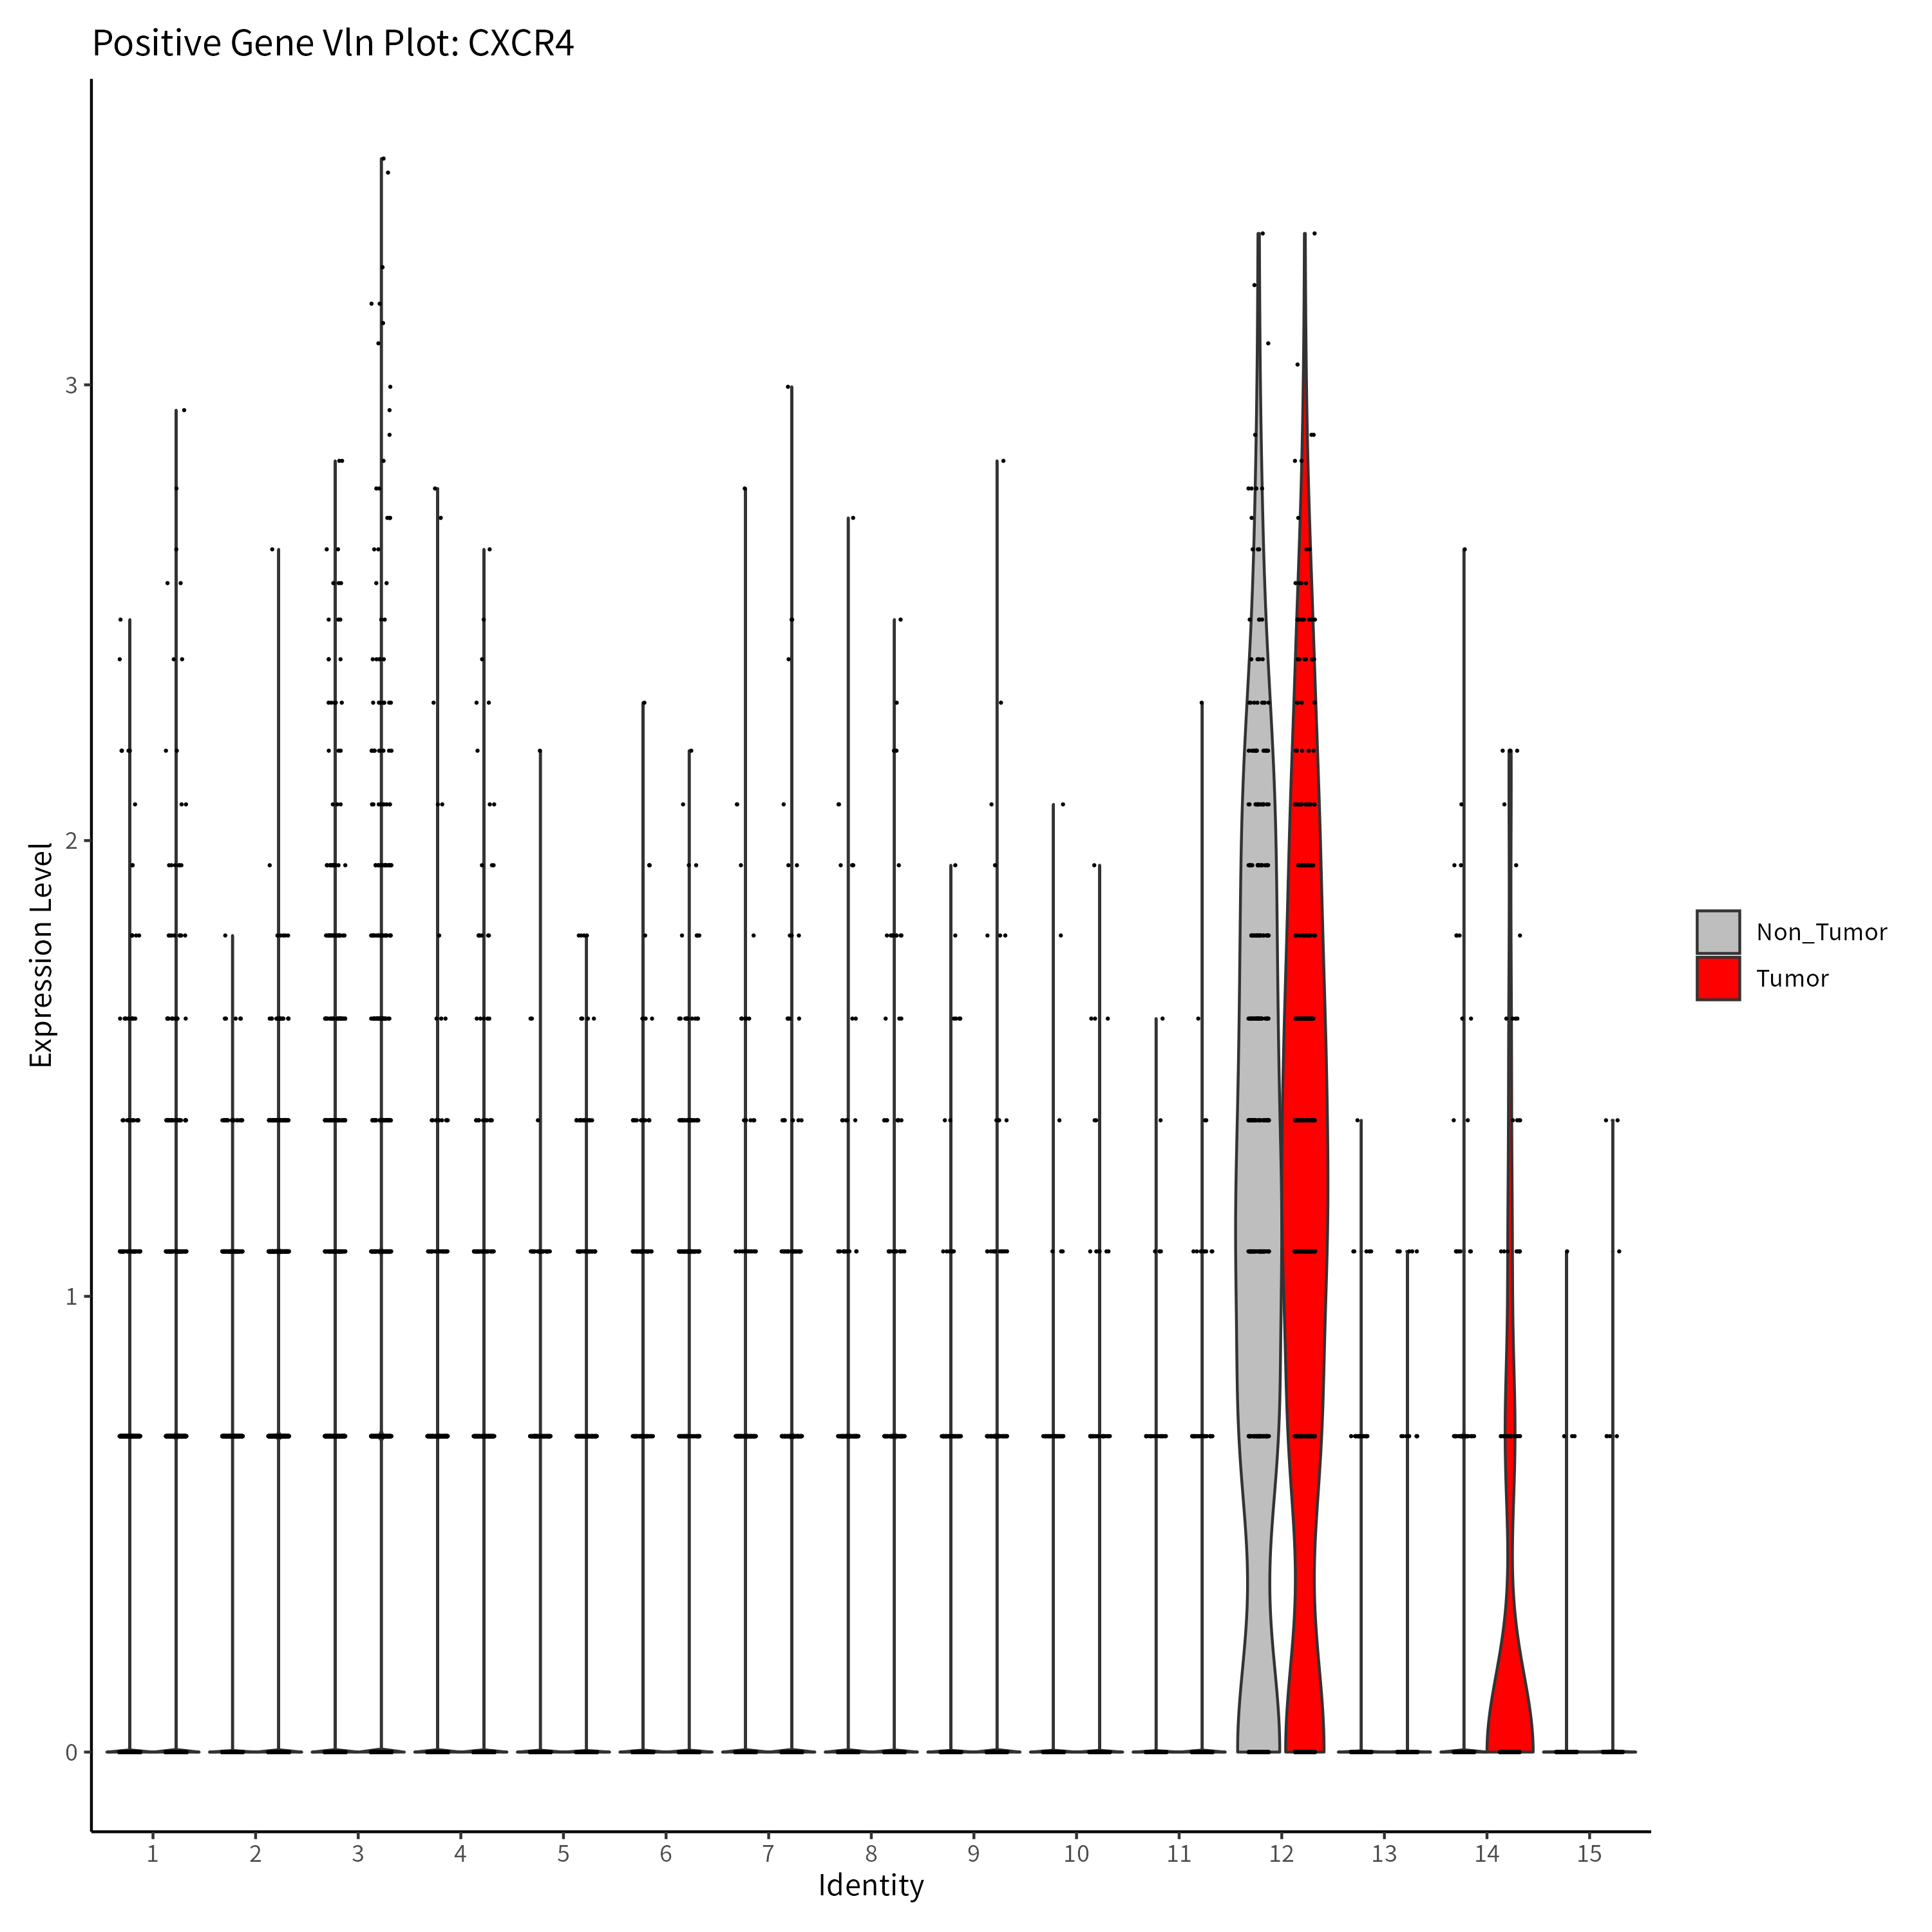 Positive Gene Vln Plot: CXCR4
Expression Level
3
2
1
0
1 2 3 4 5 6 7 8 9 10 11 12 13 14 15
Identity
Non_Tumor
Tumor